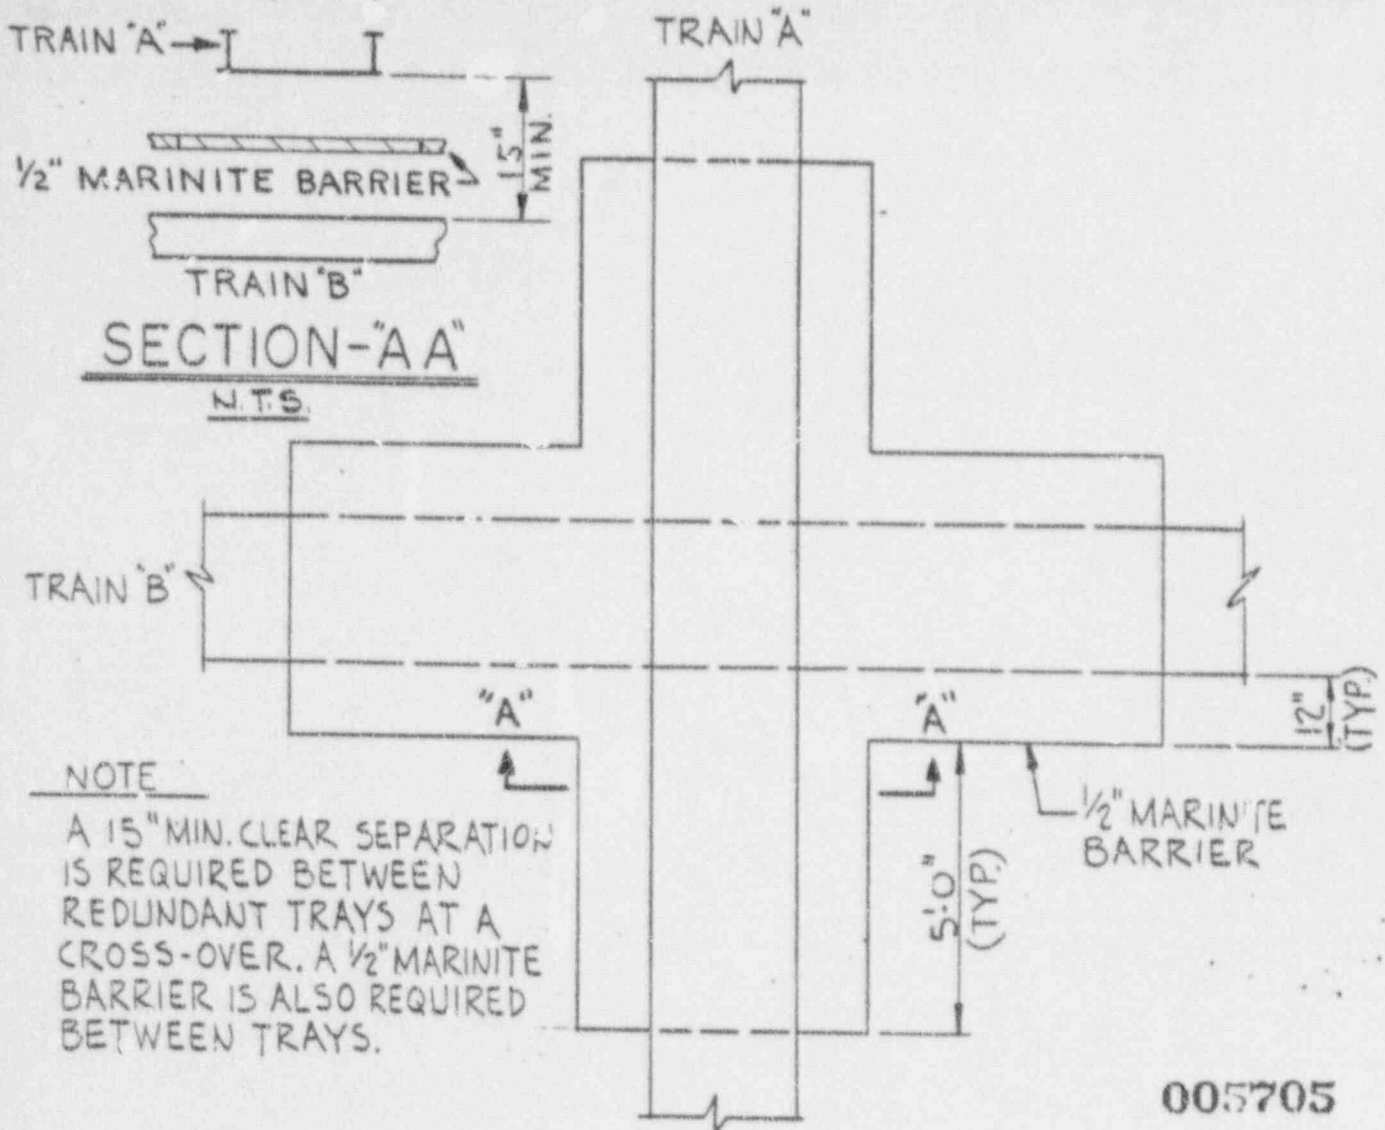 TRAIN "A"
TRAIN "A"
15"
MIN.
1/2" MARINITE BARRIER
TRAIN "B"
SECTION-"AA"
N.T.S.
TRAIN "B"
"A"
"A"
12"
(TYP.)
NOTE
A 15" MIN. CLEAR SEPARATION
IS REQUIRED BETWEEN
REDUNDANT TRAYS AT A
CROSS-OVER. A 1/2" MARINITE
BARRIER IS ALSO REQUIRED
BETWEEN TRAYS.
5'-0"
(TYP.)
1/2" MARINITE
BARRIER
005705